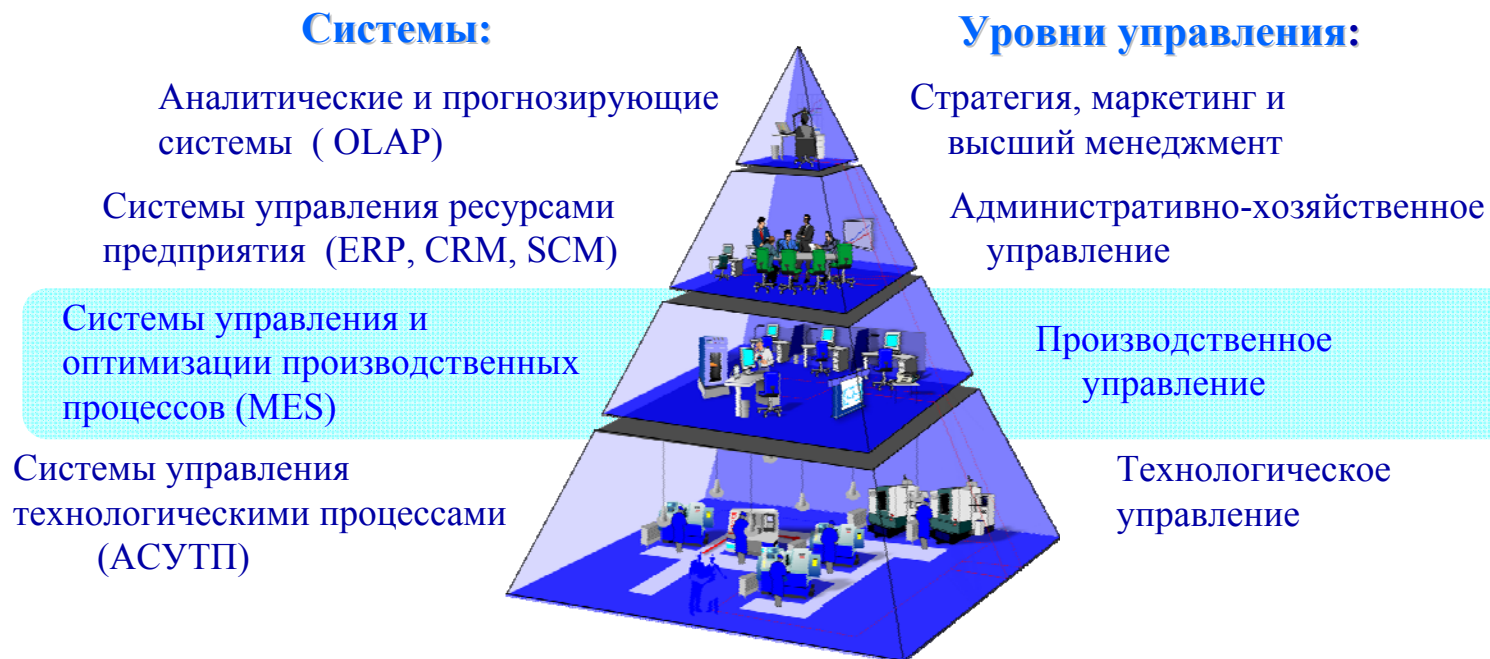 Системы:
Уровни управления:
Аналитические и прогнозирующие
системы ( OLAP)
Стратегия, маркетинг и
высший менеджмент
Системы управления ресурсами
предприятия (ERP, CRM, SCM)
Административно-хозяйственное
управление
Системы управления и
оптимизации производственных
процессов (MES)
Производственное
управление
Системы управления
технологическими процессами
(АСУТП)
Технологическое
управление